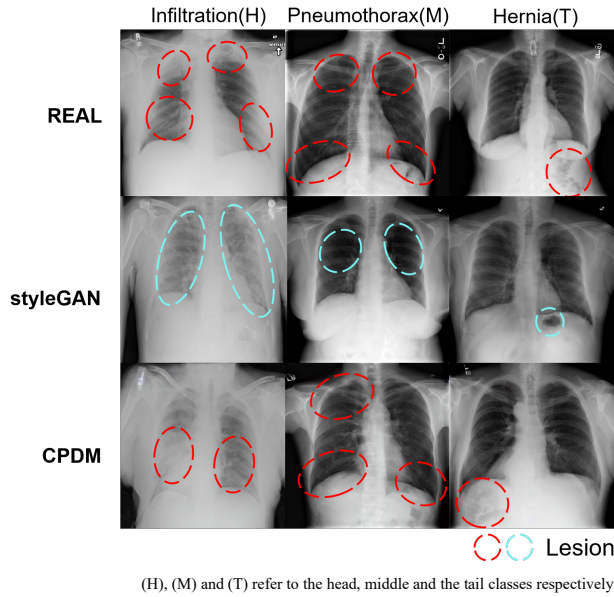 Infiltration(H) Pneumothorax(M) Hernia(T)
REAL
styleGAN
CPDM
Lesion
(H), (M) and (T) refer to the head, middle and the tail classes respectively